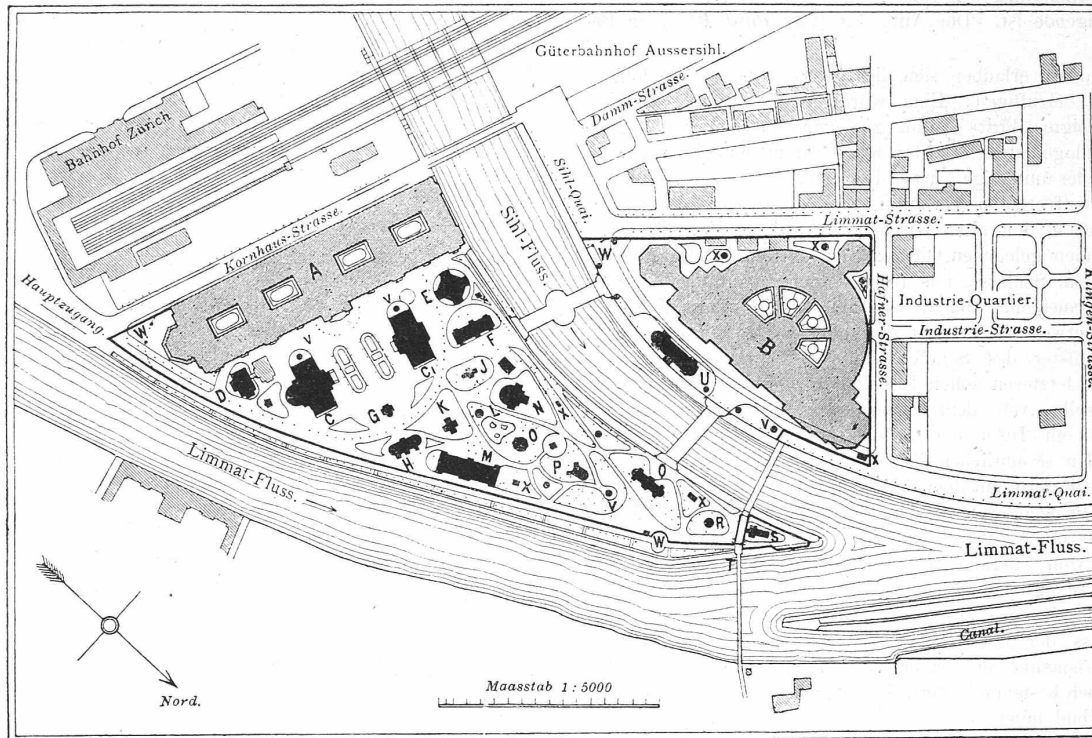 Güterbahnhof Aussersihl.
Damm-Strasse.
Bahnhof Zürich
Sihl-Quai
Sihl-Fluss.
Limmat-Strasse.
Kornhaus-Strasse.
A
W
X
X
Hauptzugang.
W
V
V
E
X
F
Hafner-Strasse.
Industrie-Quartier.
Industrie-Strasse.
B
D
C
C₁
G
J
U
K
L
N
X
V
H
M
O
P
X
V
Q
X
R
X
S
W
T
Limmat-Quai.
Limmat-Fluss.
Limmat-Fluss.
Canal.
Nord.
Maasstab 1 : 5000